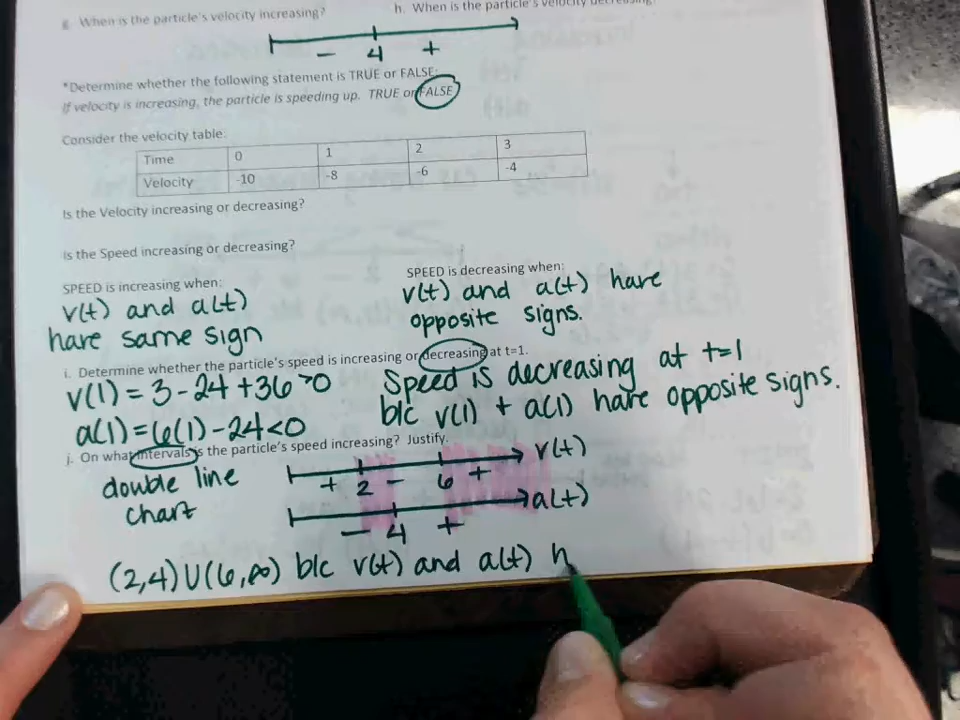 g. When is the particle's velocity increasing? h. When is the particle's velocity decreasing?
− 4 +
*Determine whether the following statement is TRUE or FALSE:
If velocity is increasing, the particle is speeding up. TRUE or FALSE
Consider the velocity table:
Time 0 1 2 3
Velocity -10 -8 -6 -4
Is the Velocity increasing or decreasing?
Is the Speed increasing or decreasing?
SPEED is increasing when:
v(t) and a(t)
have same sign
SPEED is decreasing when:
v(t) and a(t) have
opposite signs.
i. Determine whether the particle's speed is increasing or decreasing at t=1.
v(1) = 3 - 24 + 36 > 0
a(1) = 6(1) - 24 < 0
Speed is decreasing at t=1
b/c v(1) + a(1) have opposite signs.
j. On what intervals is the particle's speed increasing? Justify.
double line
chart
+ 2 − 6 + v(t)
− 4 + a(t)
(2,4) U (6,∞) b/c v(t) and a(t) h